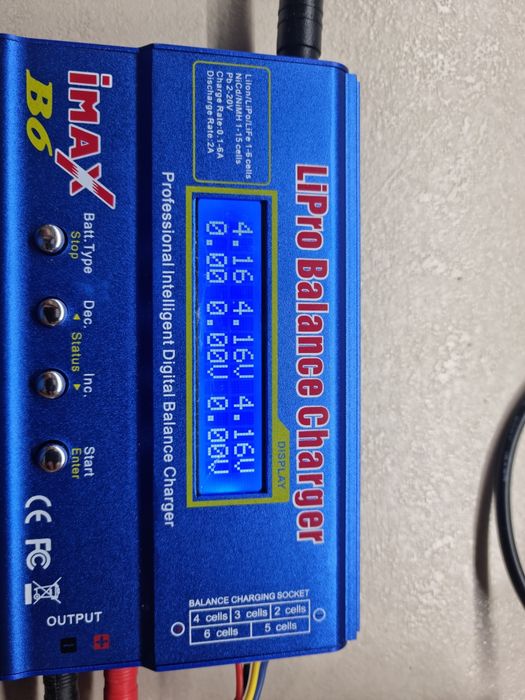 LiPro Balance Charger
LiIon/LiPo/LiFe 1-6 cells
NiCd/NiMH 1-15 cells
Pb 2-20V
Charge Rate:0.1-6A
Discharge Rate:2A
DISPLAY
4.16 4.16V 4.16V
0.00 0.00V 0.00V
Professional Intelligent Digital Balance Charger
iMAX
B6
Batt.Type
Stop
Dec.
◄ Status ►
Inc.
Start
Enter
CE FC
BALANCE CHARGING SOCKET
4 cells 3 cells 2 cells
6 cells 5 cells
OUTPUT
- +